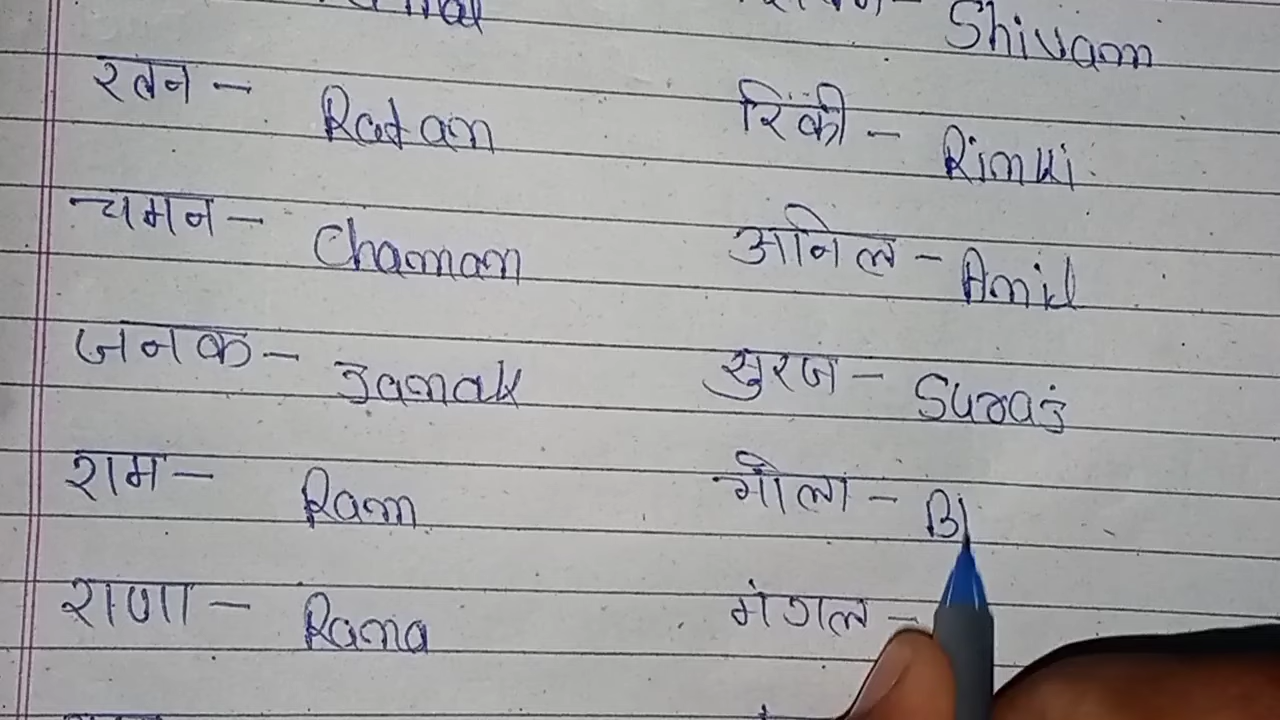 Shivam
रतन - Ratan
रिंकी - Rinki
चमन - Chaman
अनिल - Anil
जनक - Janak
सुरज - Suraj
राम - Ram
भोला - Bh
राणा - Rana
मंगल -